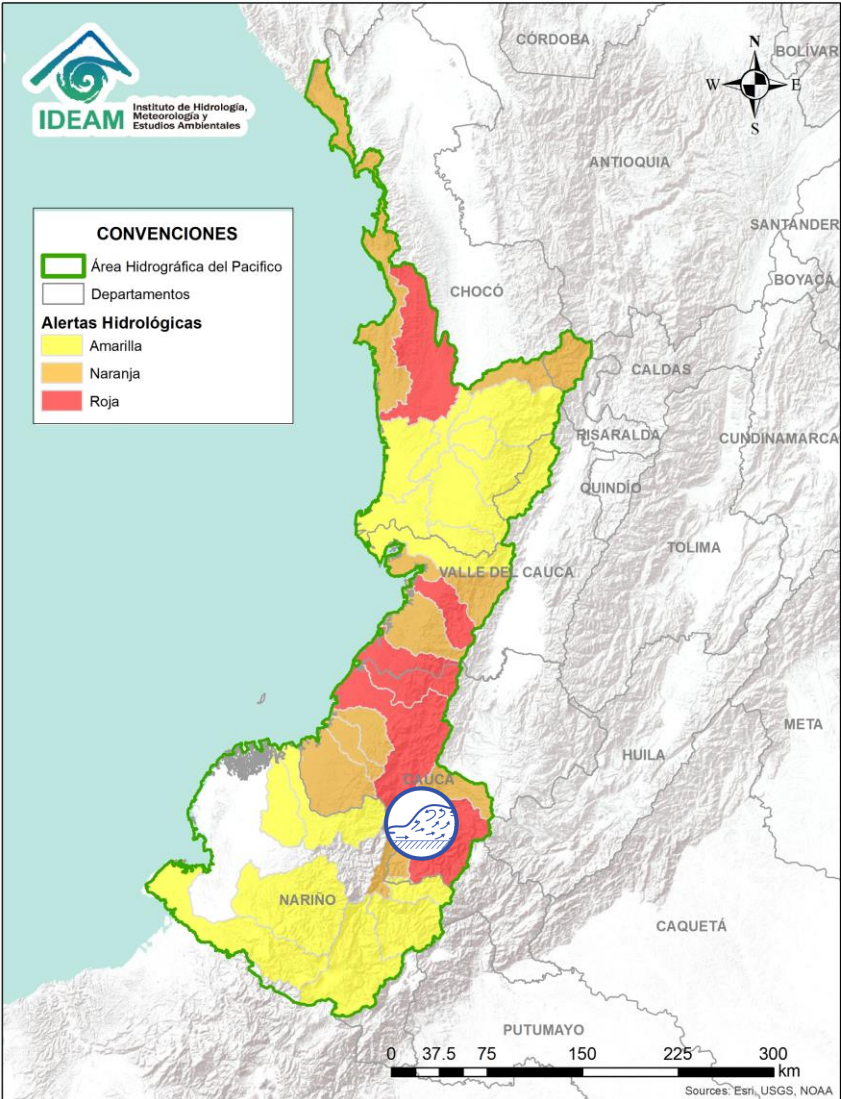 IDEAM
Instituto de Hidrología,
Meteorología y
Estudios Ambientales
N
W
E
S
CÓRDOBA
BOLÍVAR
ANTIOQUIA
SANTANDER
BOYACÁ
CONVENCIONES
Área Hidrográfica del Pacifico
Departamentos
Alertas Hidrológicas
Amarilla
Naranja
Roja
CHOCÓ
CALDAS
RISARALDA
CUNDINAMARCA
QUINDÍO
TOLIMA
VALLE DEL CAUCA
META
HUILA
CAUCA
NARIÑO
CAQUETÁ
PUTUMAYO
0 37.5 75 150 225 300
km
Sources: Esri, USGS, NOAA